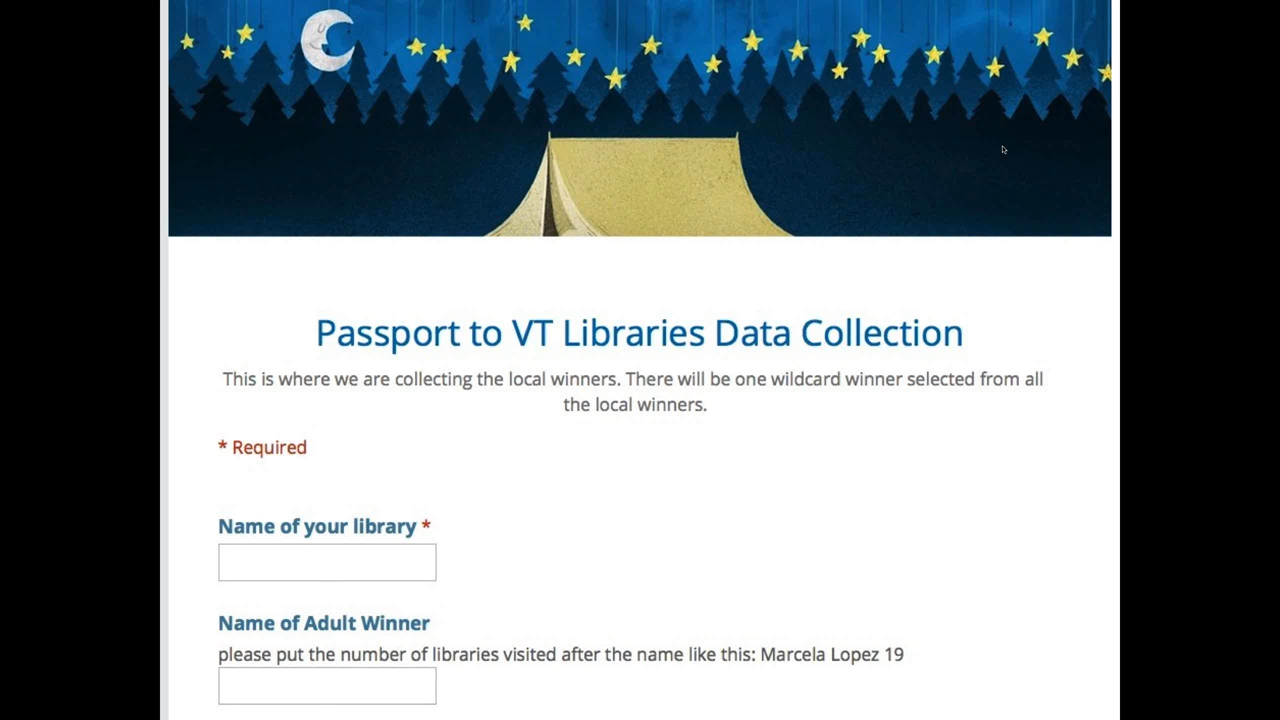 Passport to VT Libraries Data Collection
This is where we are collecting the local winners. There will be one wildcard winner selected from all
the local winners.
* Required
Name of your library *
Name of Adult Winner
please put the number of libraries visited after the name like this: Marcela Lopez 19